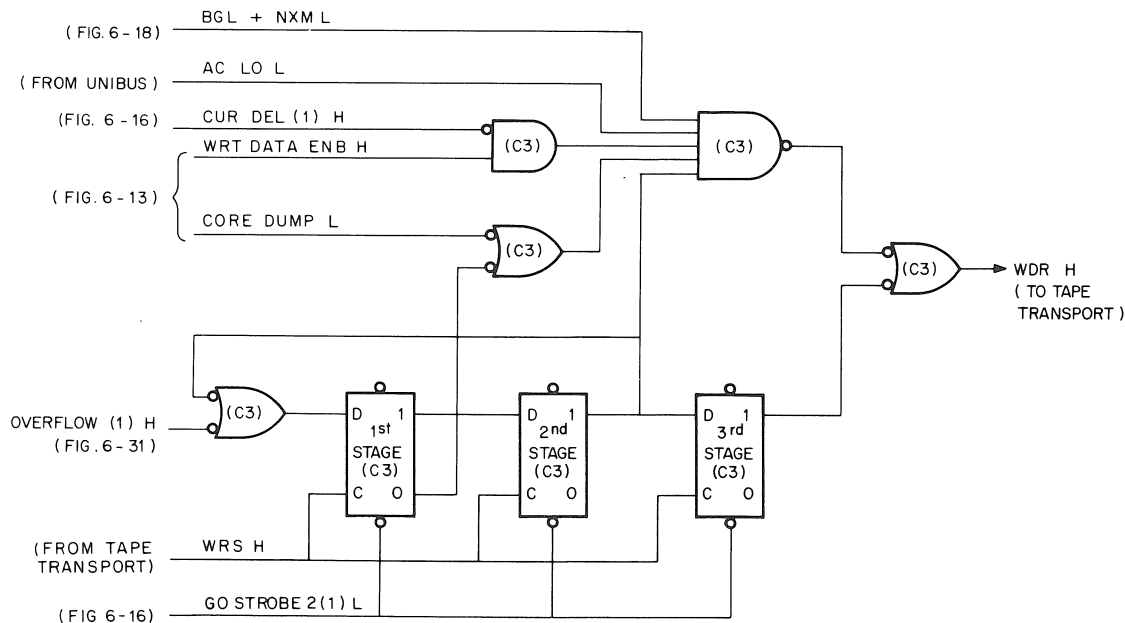 BGL + NXM L
(FIG. 6-18)
AC LO L
(FROM UNIBUS)
CUR DEL (1) H
(FIG. 6-16)
WRT DATA ENB H
(C3)
(C3)
(FIG. 6-13)
CORE DUMP L
(C3)
(C3)
WDR H
(TO TAPE
TRANSPORT)
(C3)
OVERFLOW (1) H
(FIG. 6-31)
D 1
1st
STAGE
(C3)
C 0
D 1
2nd
STAGE
(C3)
C 0
D 1
3rd
STAGE
(C3)
C 0
(FROM TAPE
TRANSPORT)
WRS H
GO STROBE 2(1) L
(FIG 6-16)